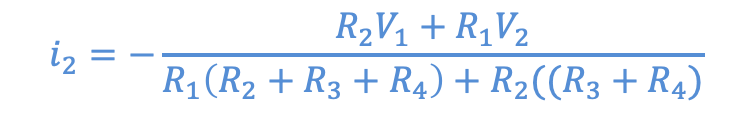 i₂ = − (R₂V₁ + R₁V₂) / (R₁(R₂ + R₃ + R₄) + R₂((R₃ + R₄))